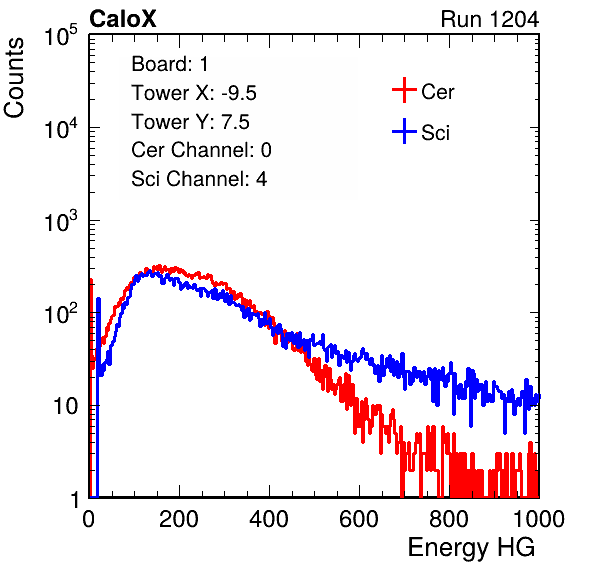 CaloX Run 1204
Counts
10^5
10^4
10^3
10^2
10
1
Board: 1
Tower X: -9.5
Tower Y: 7.5
Cer Channel: 0
Sci Channel: 4
Cer
Sci
0 200 400 600 800 1000
Energy HG